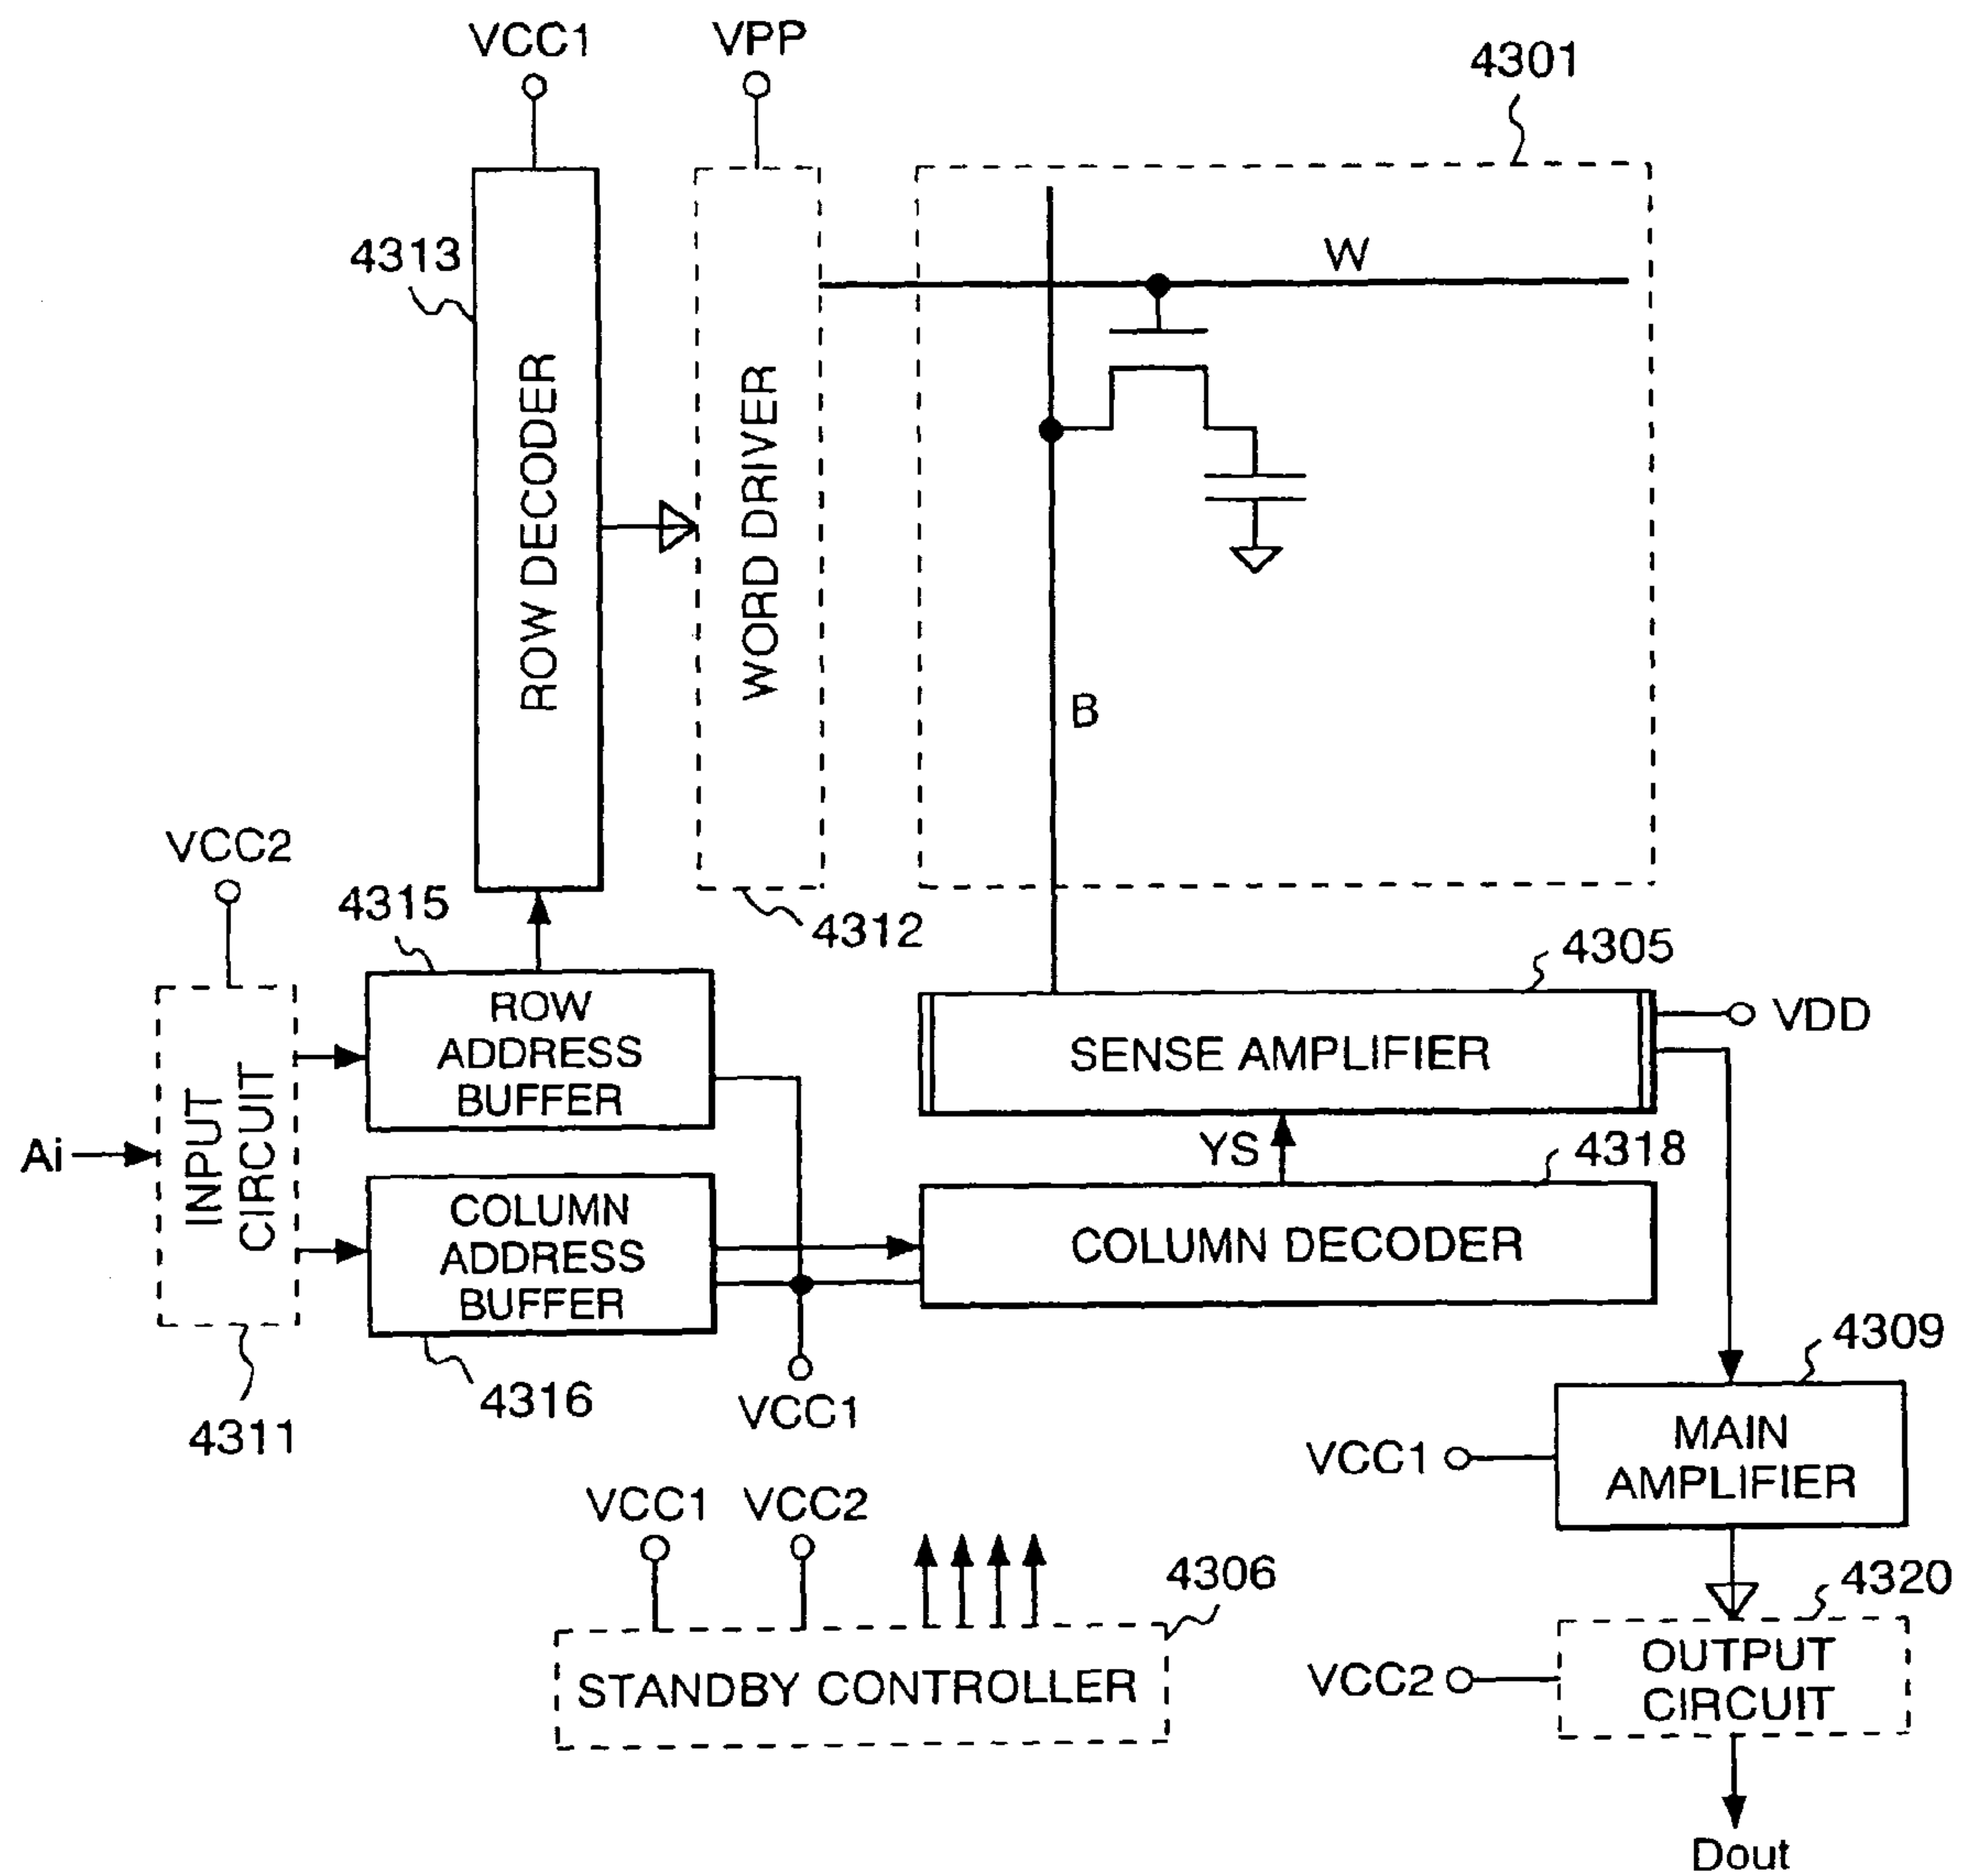 VCC1
VPP
4301
4313
W
ROW DECODER
WORD DRIVER
B
VCC2
4315
4312
4305
ROW
ADDRESS
BUFFER
SENSE AMPLIFIER
VDD
Ai
INPUT
CIRCUIT
YS
4318
COLUMN
ADDRESS
BUFFER
COLUMN DECODER
4311
4316
VCC1
4309
VCC1
MAIN
AMPLIFIER
VCC1
VCC2
4306
4320
STANDBY CONTROLLER
VCC2
OUTPUT
CIRCUIT
Dout